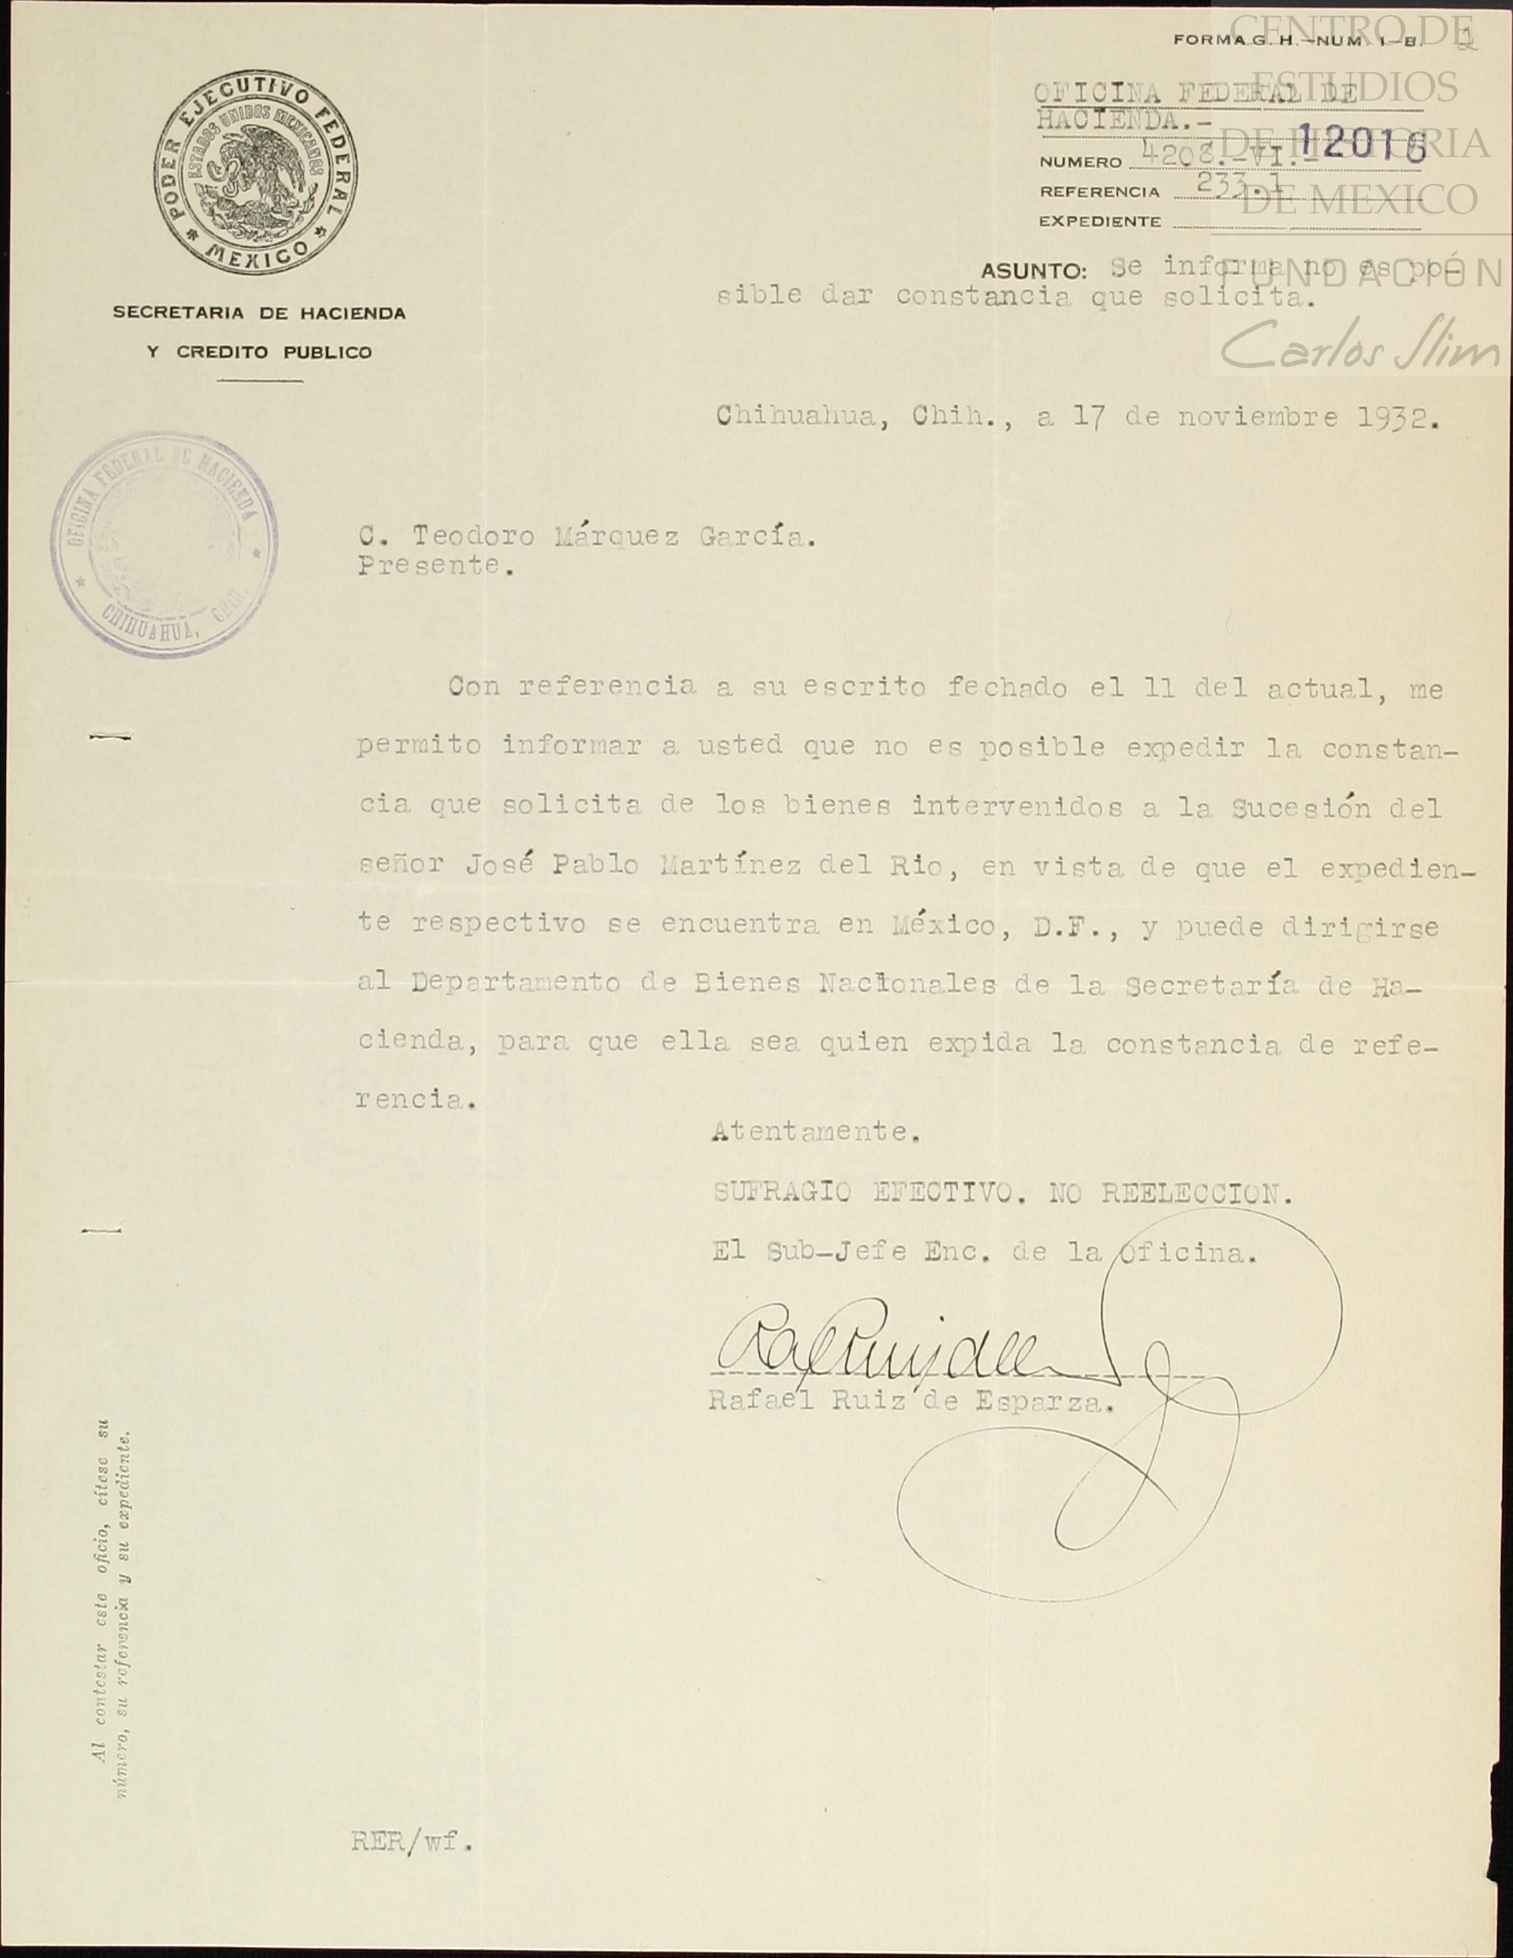 FORMA G. H.-NUM. I-B.
CENTRO DE
ESTUDIOS
DE HISTORIA
DE MEXICO
FUNDACIÓN
Carlos Slim
PODER EJECUTIVO FEDERAL
ESTADOS UNIDOS MEXICANOS
MEXICO
SECRETARIA DE HACIENDA
Y CREDITO PUBLICO
OFICINA FEDERAL DE
HACIENDA.-
NUMERO 4208.-VI.- 12016
REFERENCIA 233.1
EXPEDIENTE
ASUNTO: Se informa no es po-
sible dar constancia que solicita.
Chihuahua, Chih., a 17 de noviembre 1932.
OFICINA FEDERAL DE HACIENDA
CHIHUAHUA, CHIH.
C. Teodoro Márquez García.
Presente.
Con referencia a su escrito fechado el 11 del actual, me
permito informar a usted que no es posible expedir la constan-
cia que solicita de los bienes intervenidos a la Sucesión del
señor José Pablo Martínez del Rio, en vista de que el expedien-
te respectivo se encuentra en México, D.F., y puede dirigirse
al Departamento de Bienes Nacionales de la Secretaría de Ha-
cienda, para que ella sea quien expida la constancia de refe-
rencia.
Atentamente.
SUFRAGIO EFECTIVO. NO REELECCION.
El Sub-Jefe Enc. de la Oficina.
Rafael Ruiz de Esparza.
Al contestar este oficio, cítese su
número, su referencia y su expediente.
RER/wf.